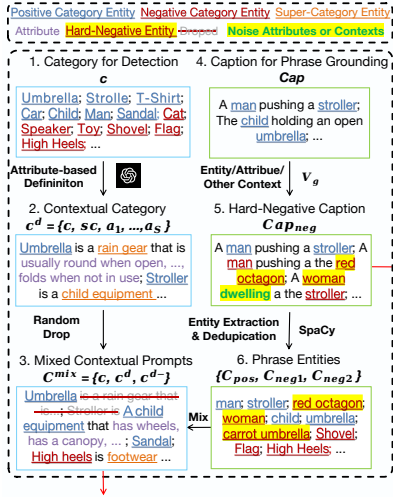 Positive Category Entity Negative Category Entity Super-Category Entity
Attribute Hard-Negative Entity Droped Noise Attributes or Contexts
1. Category for Detection
c
Umbrella; Strolle; T-Shirt;
Car; Child; Man; Sandal; Cat;
Speaker; Toy; Shovel; Flag;
High Heels; ...
Attribute-based
Defininiton
2. Contextual Category
c^d = {c, sc, a_1, ..., a_S }
Umbrella is a rain gear that is
usually round when open, ...,
folds when not in use; Stroller
is a child equipment ...
Random
Drop
3. Mixed Contextual Prompts
C^mix = {c, c^d, c^d−}
Umbrella is a rain gear that
is ...; Stroller is A child
equipment that has wheels,
has a canopy, ... ; Sandal;
High heels is footwear ...
4. Caption for Phrase Grounding
Cap
A man pushing a stroller;
The child holding an open
umbrella; ...
Entity/Attribue/
Other Context
V_g
5. Hard-Negative Caption
Cap_neg
A man pushing a stroller; A
man pushing a the red
octagon; A woman
dwelling a the stroller; ...
Entity Extraction
& Dedupication
SpaCy
6. Phrase Entities
{C_pos, C_neg1, C_neg2 }
man; stroller; red octagon;
woman; child; umbrella;
carrot umbrella; Shovel;
Flag; High Heels; ...
Mix